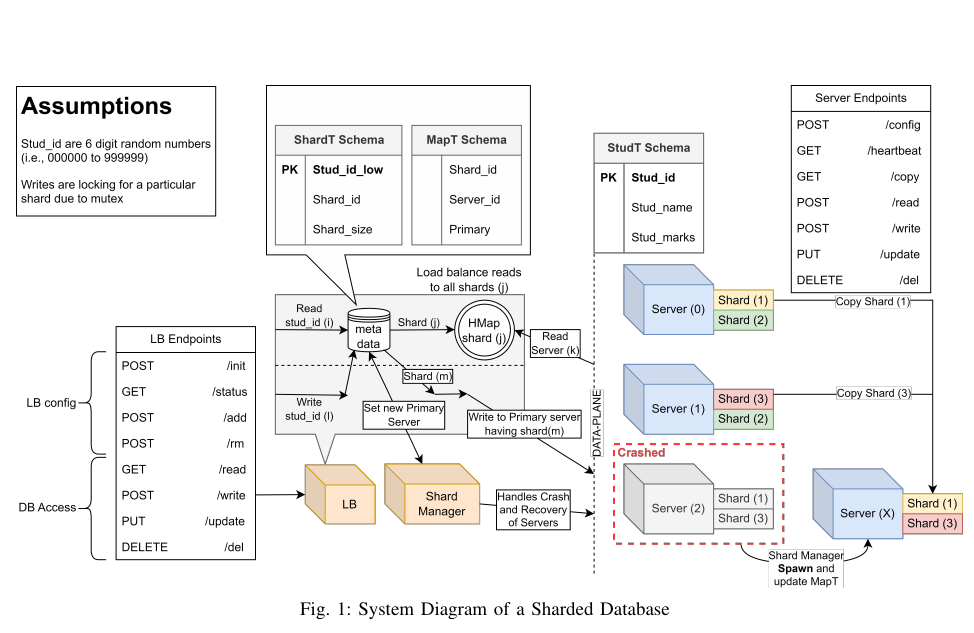 Assumptions
Stud_id are 6 digit random numbers
(i.e., 000000 to 999999)
Writes are locking for a particular
shard due to mutex
ShardT Schema
PK Stud_id_low
Shard_id
Shard_size
MapT Schema
Shard_id
Server_id
Primary
StudT Schema
PK Stud_id
Stud_name
Stud_marks
Server Endpoints
POST /config
GET /heartbeat
GET /copy
POST /read
POST /write
PUT /update
DELETE /del
Load balance reads
to all shards (j)
Read
stud_id (i)
meta
data
Shard (j)
HMap
shard (j)
Read
Server (k)
Write
stud_id (l)
Shard (m)
Set new Primary
Server
Write to Primary server
having shard(m)
DATA-PLANE
LB Endpoints
POST /init
GET /status
POST /add
POST /rm
GET /read
POST /write
PUT /update
DELETE /del
LB config
DB Access
LB
Shard
Manager
Handles Crash
and Recovery
of Servers
Server (0)
Shard (1)
Shard (2)
Copy Shard (1)
Server (1)
Shard (3)
Shard (2)
Copy Shard (3)
Crashed
Server (2)
Shard (1)
Shard (3)
Server (X)
Shard (1)
Shard (3)
Shard Manager
Spawn and
update MapT
Fig. 1: System Diagram of a Sharded Database